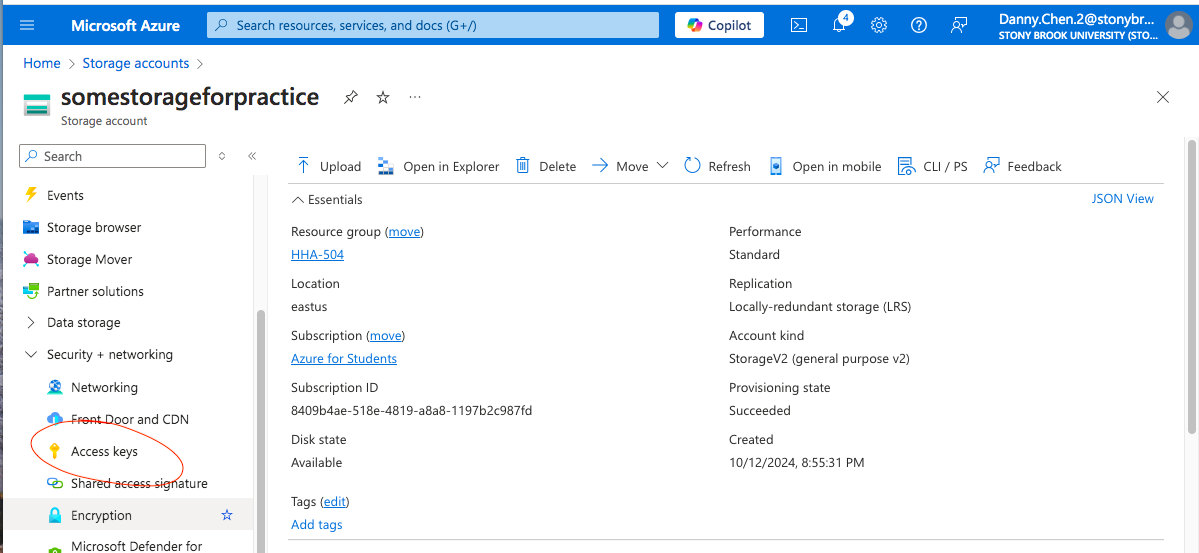 Microsoft Azure
Search resources, services, and docs (G+/)
Copilot
4
Danny.Chen.2@stonybr...
STONY BROOK UNIVERSITY (STO...
Home > Storage accounts >
somestorageforpractice
...
Storage account
Search
Upload
Open in Explorer
Delete
Move
Refresh
Open in mobile
CLI / PS
Feedback
Events
Storage browser
Storage Mover
Partner solutions
Data storage
Security + networking
Networking
Front Door and CDN
Access keys
Shared access signature
Encryption
Microsoft Defender for
Essentials
JSON View
Resource group (move)
HHA-504
Location
eastus
Subscription (move)
Azure for Students
Subscription ID
8409b4ae-518e-4819-a8a8-1197b2c987fd
Disk state
Available
Tags (edit)
Add tags
Performance
Standard
Replication
Locally-redundant storage (LRS)
Account kind
StorageV2 (general purpose v2)
Provisioning state
Succeeded
Created
10/12/2024, 8:55:31 PM